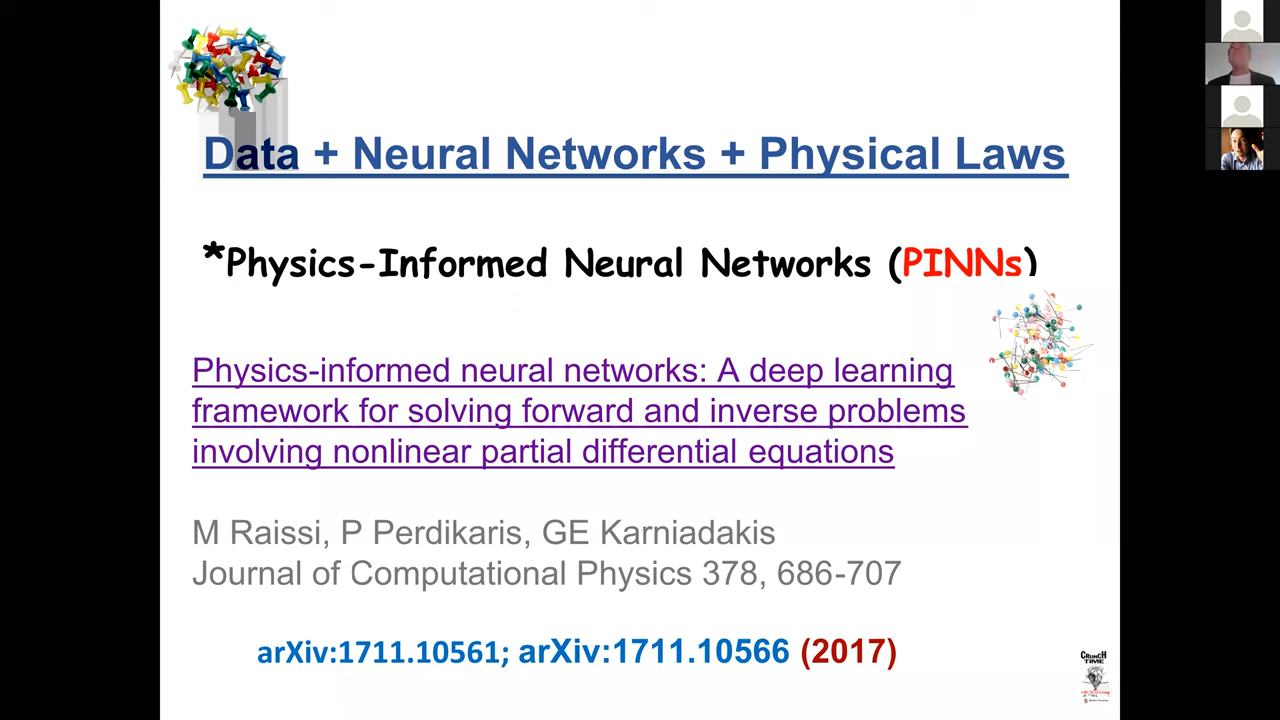 Data + Neural Networks + Physical Laws
*Physics-Informed Neural Networks (PINNs)
Physics-informed neural networks: A deep learning
framework for solving forward and inverse problems
involving nonlinear partial differential equations
M Raissi, P Perdikaris, GE Karniadakis
Journal of Computational Physics 378, 686-707
arXiv:1711.10561; arXiv:1711.10566 (2017)
CRUNCH
TIME